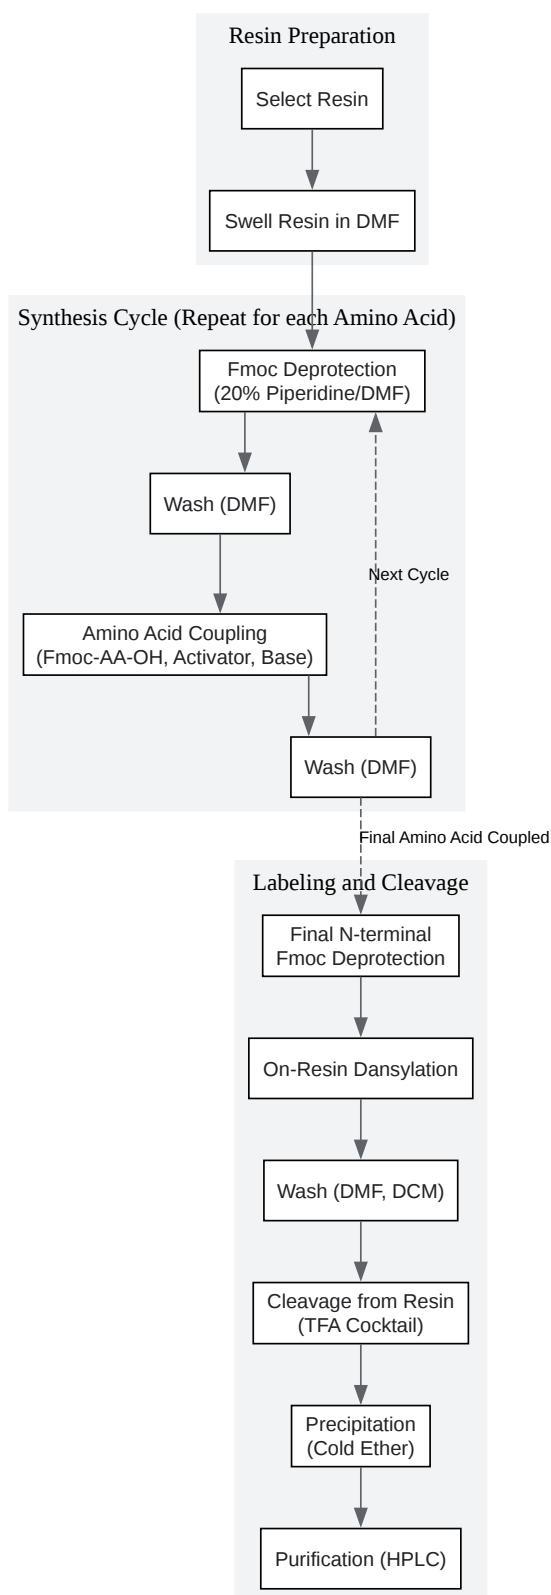 Resin Preparation
Select Resin
Swell Resin in DMF
Synthesis Cycle (Repeat for each Amino Acid)
Fmoc Deprotection
(20% Piperidine/DMF)
Wash (DMF)
Next Cycle
Amino Acid Coupling
(Fmoc-AA-OH, Activator, Base)
Wash (DMF)
Final Amino Acid Coupled
Labeling and Cleavage
Final N-terminal
Fmoc Deprotection
On-Resin Dansylation
Wash (DMF, DCM)
Cleavage from Resin
(TFA Cocktail)
Precipitation
(Cold Ether)
Purification (HPLC)